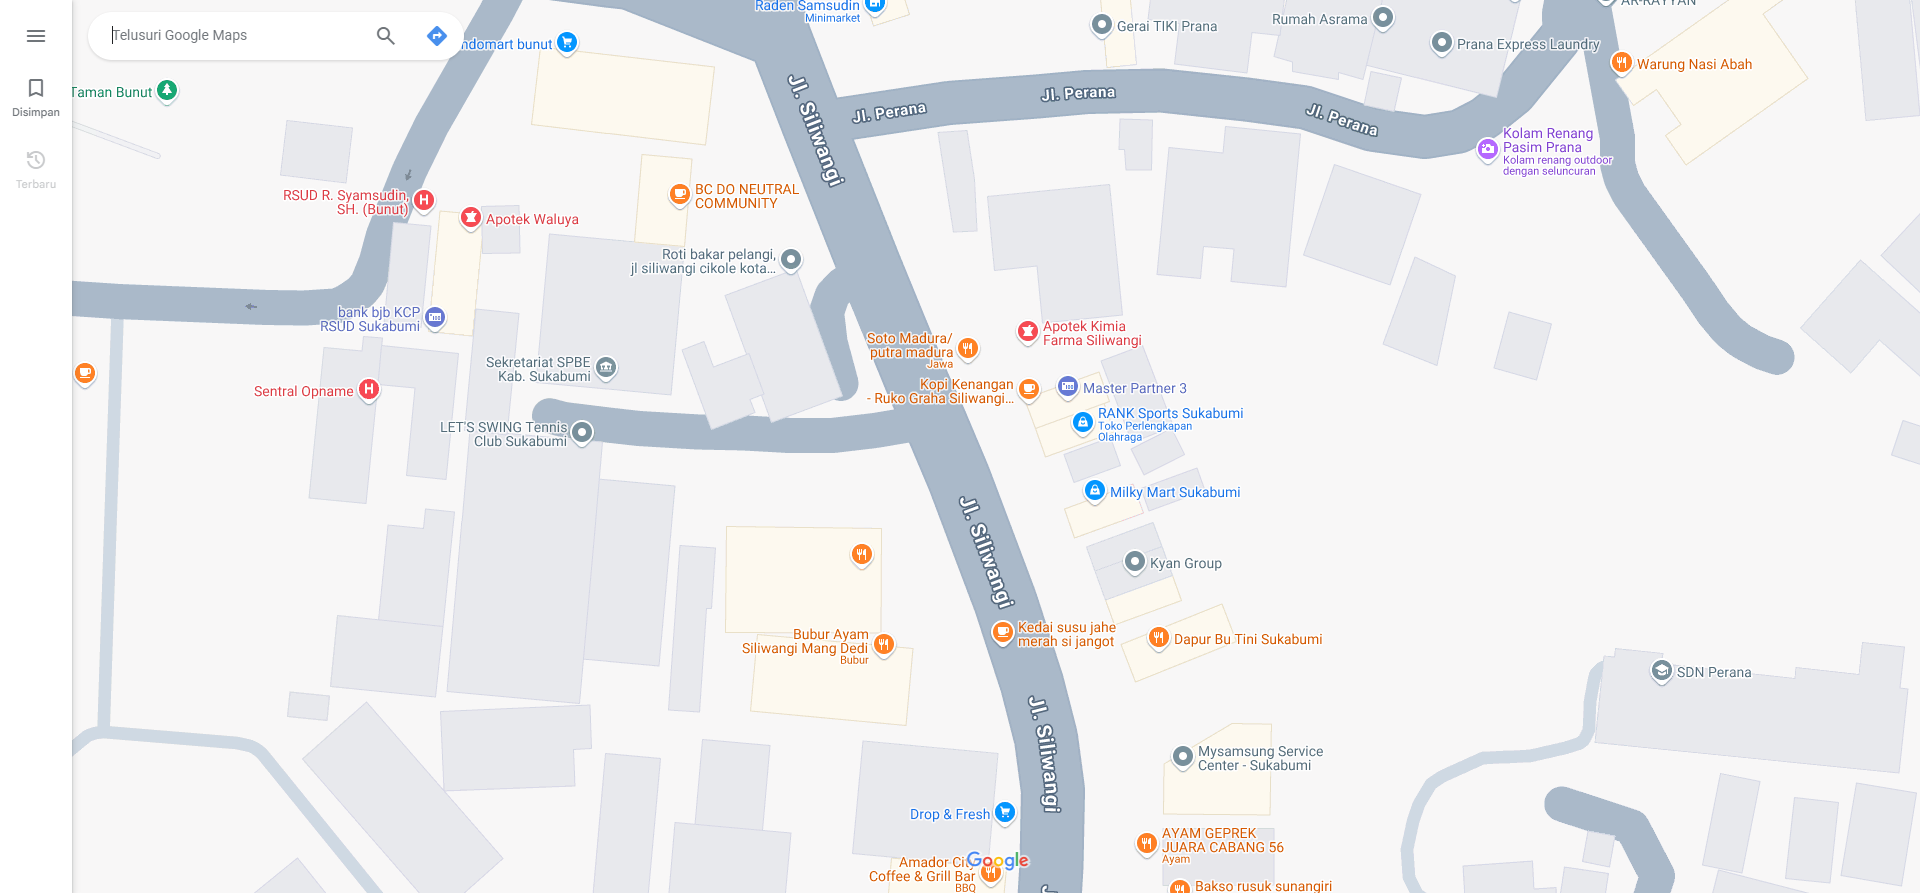 Telusuri Google Maps
Disimpan
Terbaru
Raden Samsudin
Minimarket
ndomart bunut
Gerai TIKI Prana
Rumah Asrama
AR-RAYYAN
Prana Express Laundry
Warung Nasi Abah
Taman Bunut
Jl. Siliwangi
Jl. Perana
Jl. Perana
Jl. Perana
Kolam Renang
Pasim Prana
Kolam renang outdoor
dengan seluncuran
RSUD R. Syamsudin,
SH. (Bunut)
Apotek Waluya
BC DO NEUTRAL
COMMUNITY
Roti bakar pelangi,
jl siliwangi cikole kota...
bank bjb KCP
RSUD Sukabumi
Soto Madura/
putra madura
Jawa
Apotek Kimia
Farma Siliwangi
Sekretariat SPBE
Kab. Sukabumi
Sentral Opname
Kopi Kenangan
- Ruko Graha Siliwangi...
Master Partner 3
RANK Sports Sukabumi
Toko Perlengkapan
Olahraga
LET'S SWING Tennis
Club Sukabumi
Milky Mart Sukabumi
Jl. Siliwangi
Kyan Group
Bubur Ayam
Siliwangi Mang Dedi
Bubur
Kedai susu jahe
merah si jangot
Dapur Bu Tini Sukabumi
SDN Perana
Jl. Siliwangi
Mysamsung Service
Center - Sukabumi
Drop & Fresh
AYAM GEPREK
JUARA CABANG 56
Ayam
Google
Amador City
Coffee & Grill Bar
BBQ
Bakso rusuk sunangiri